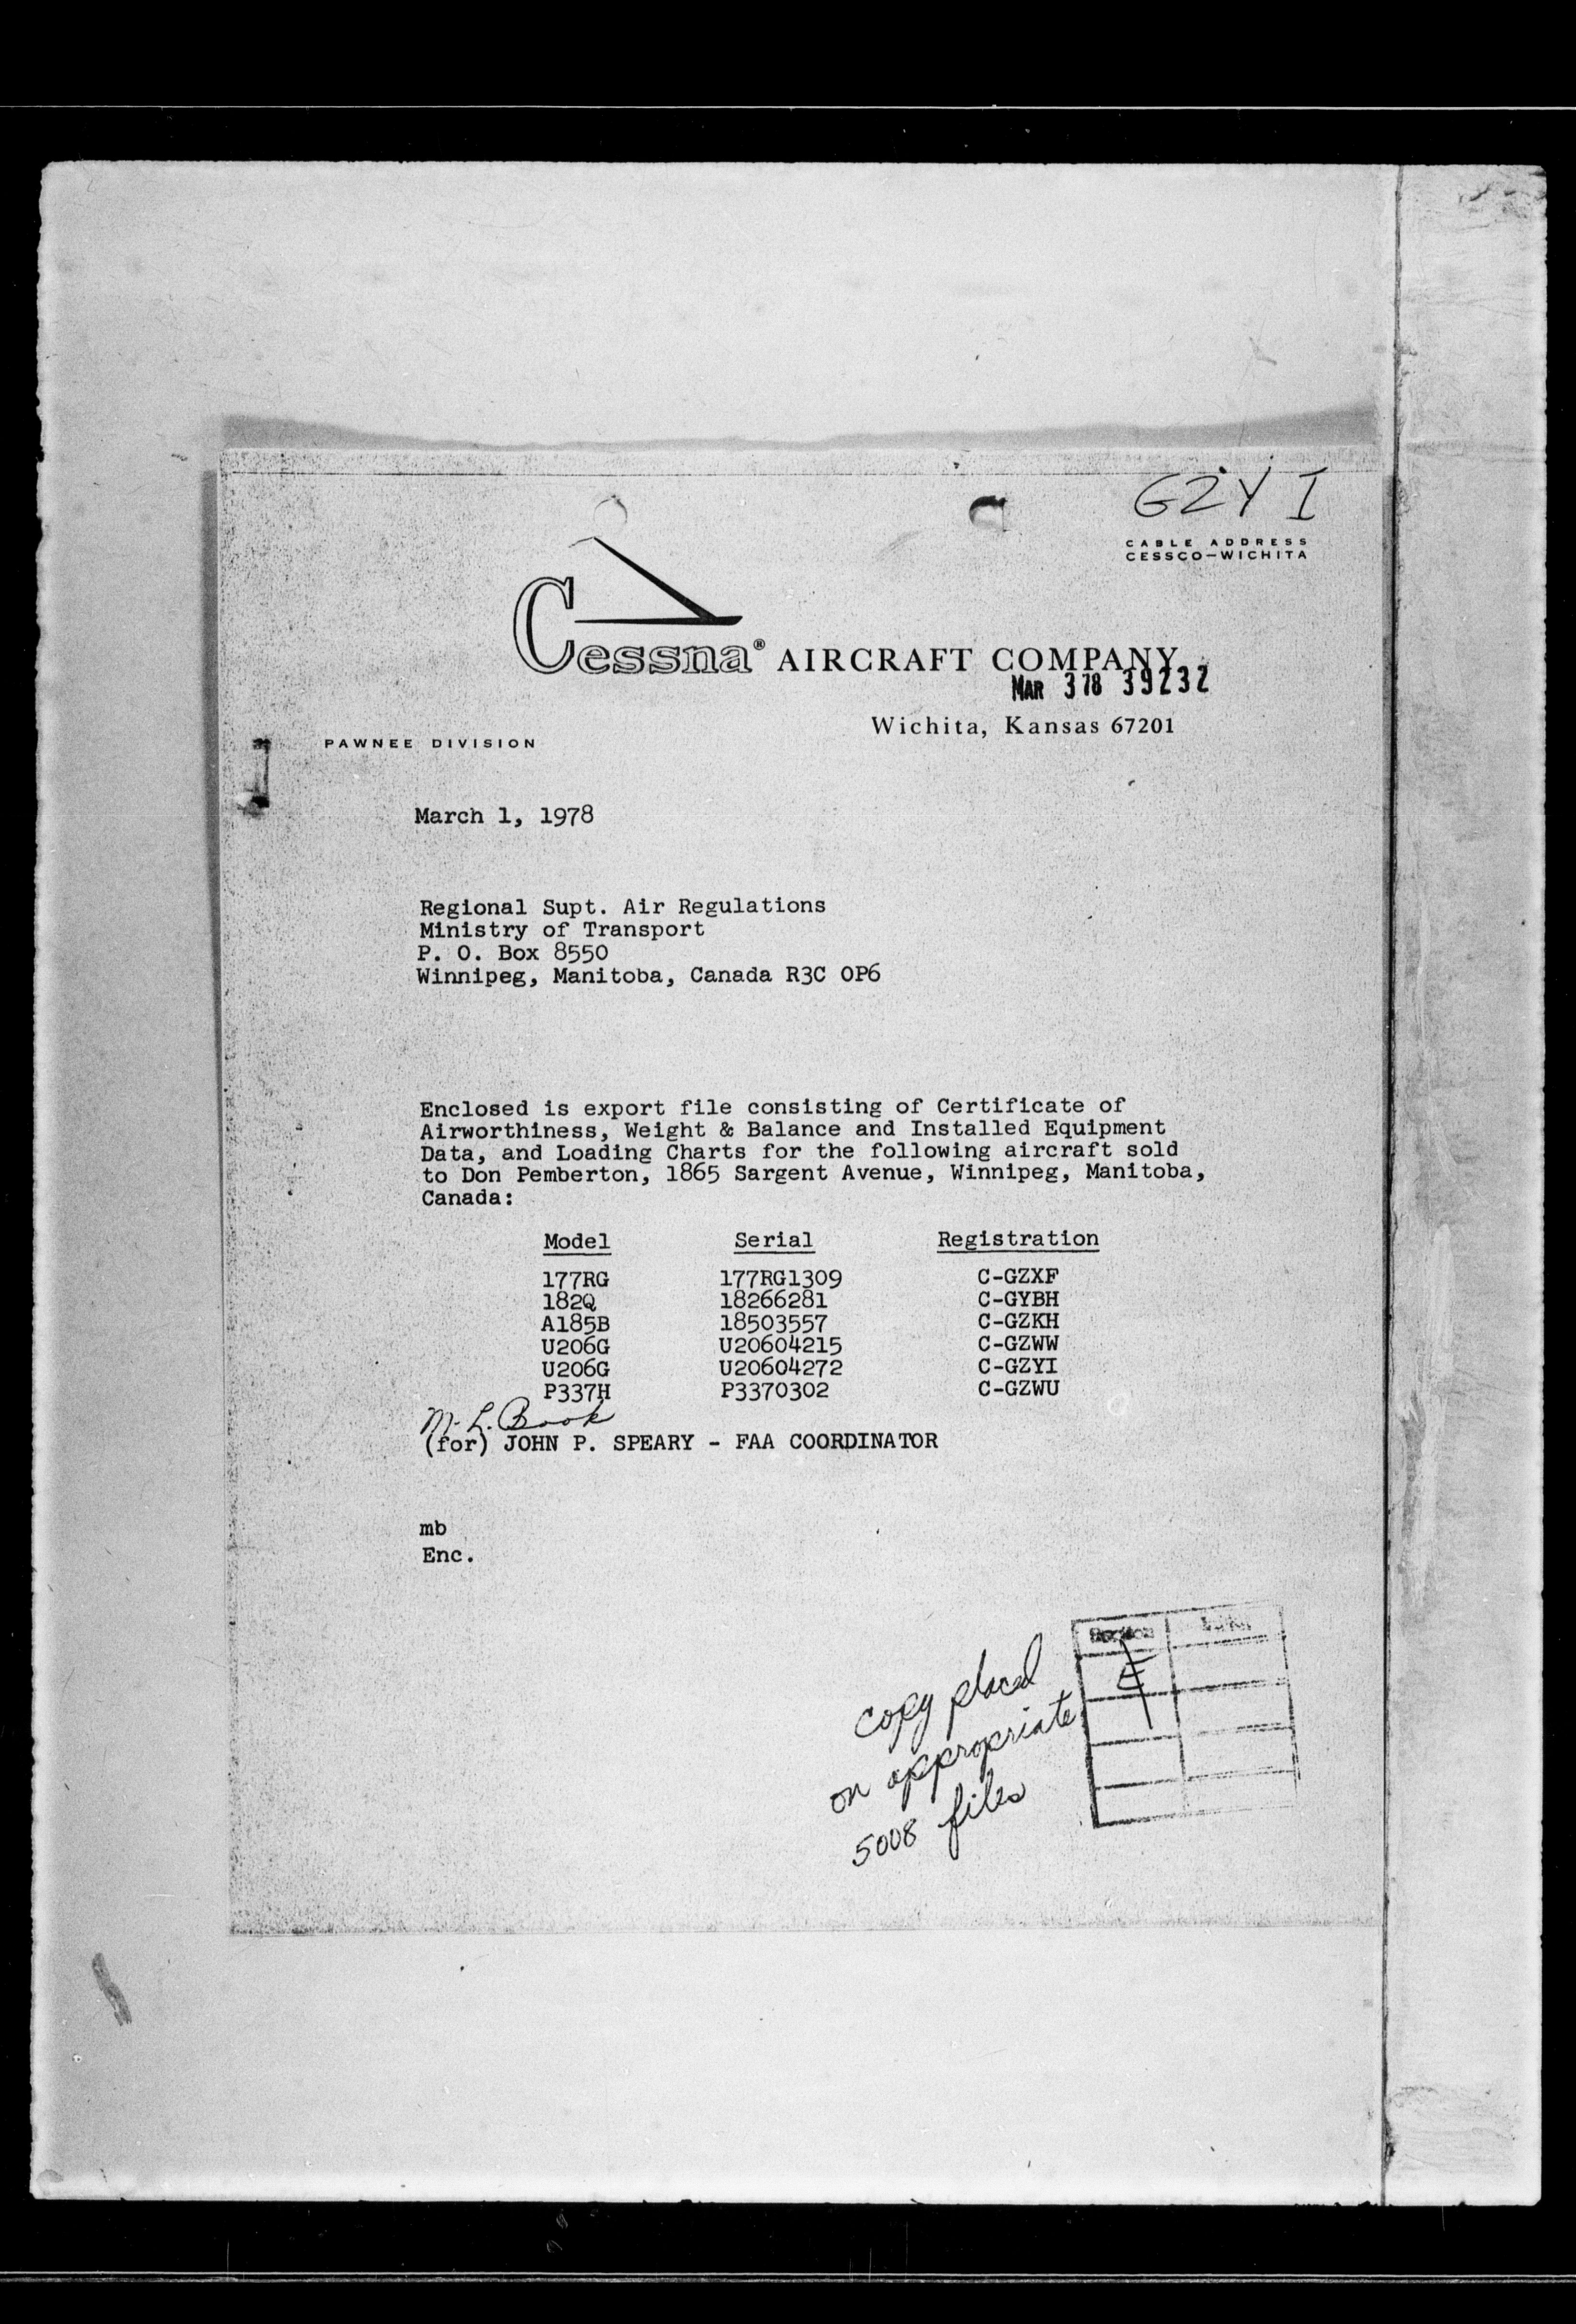 GZY I
CABLE ADDRESS
CESSCO—WICHITA
Cessna® AIRCRAFT COMPANY
MAR 3 78 39232
Wichita, Kansas 67201
PAWNEE DIVISION
March 1, 1978
Regional Supt. Air Regulations
Ministry of Transport
P. O. Box 8550
Winnipeg, Manitoba, Canada R3C OP6
Enclosed is export file consisting of Certificate of
Airworthiness, Weight & Balance and Installed Equipment
Data, and Loading Charts for the following aircraft sold
to Don Pemberton, 1865 Sargent Avenue, Winnipeg, Manitoba,
Canada:
Model Serial Registration
177RG 177RG1309 C-GZXF
182Q 18266281 C-GYBH
A185B 18503557 C-GZKH
U206G U20604215 C-GZWW
U206G U20604272 C-GZYI
P337H P3370302 C-GZWU
M. L. Book
(for) JOHN P. SPEARY - FAA COORDINATOR
mb
Enc.
Section
copy placed
on appropriate
5008 files